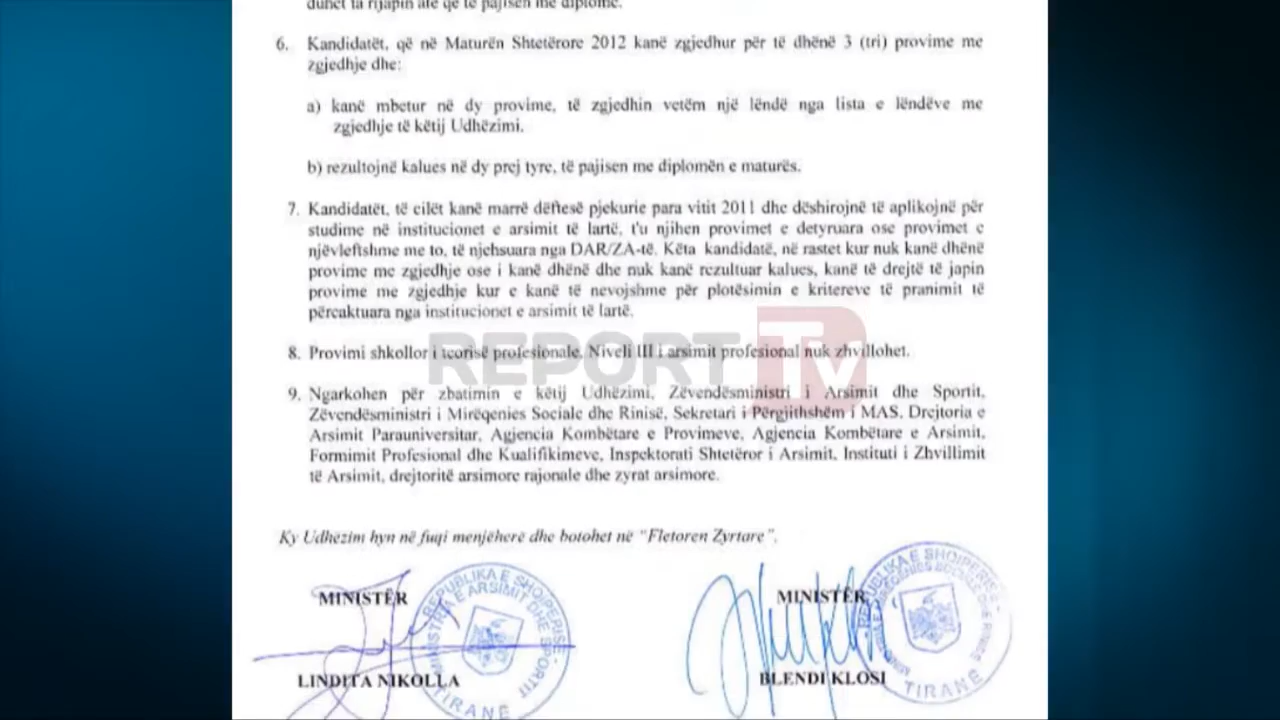 duhet ta rijapin atë që të pajisen me diplomë.
6. Kandidatët, që në Maturën Shtetërore 2012 kanë zgjedhur për të dhënë 3 (tri) provime me
zgjedhje dhe:
a) kanë mbetur në dy provime, të zgjedhin vetëm një lëndë nga lista e lëndëve me
zgjedhje të këtij Udhëzimi.
b) rezultojnë kalues në dy prej tyre, të pajisen me diplomën e maturës.
7. Kandidatët, të cilët kanë marrë dëftesë pjekurie para vitit 2011 dhe dëshirojnë të aplikojnë për
studime në institucionet e arsimit të lartë, t'u njihen provimet e detyruara ose provimet e
njëvleftshme me to, të njehsuara nga DAR/ZA-të. Këta kandidatë, në rastet kur nuk kanë dhënë
provime me zgjedhje ose i kanë dhënë dhe nuk kanë rezultuar kalues, kanë të drejtë të japin
provime me zgjedhje kur e kanë të nevojshme për plotësimin e kritereve të pranimit të
përcaktuara nga institucionet e arsimit të lartë.
REPORT TV
8. Provimi shkollor i teorisë profesionale, Niveli III i arsimit profesional nuk zhvillohet.
9. Ngarkohen për zbatimin e këtij Udhëzimi, Zëvendësministri i Arsimit dhe Sportit,
Zëvendësministri i Mirëqenies Sociale dhe Rinisë, Sekretari i Përgjithshëm i MAS, Drejtoria e
Arsimit Parauniversitar, Agjencia Kombëtare e Provimeve, Agjencia Kombëtare e Arsimit,
Formimit Profesional dhe Kualifikimeve, Inspektorati Shtetëror i Arsimit, Instituti i Zhvillimit
të Arsimit, drejtoritë arsimore rajonale dhe zyrat arsimore.
Ky Udhëzim hyn në fuqi menjëherë dhe botohet në "Fletoren Zyrtare".
MINISTËR
LINDITA NIKOLLA
REPUBLIKA E SHQIPËRISË
MINISTRIA E ARSIMIT DHE SPORTIT
TIRANË
MINISTËR
BLENDI KLOSI
REPUBLIKA E SHQIPËRISË
TIRANË